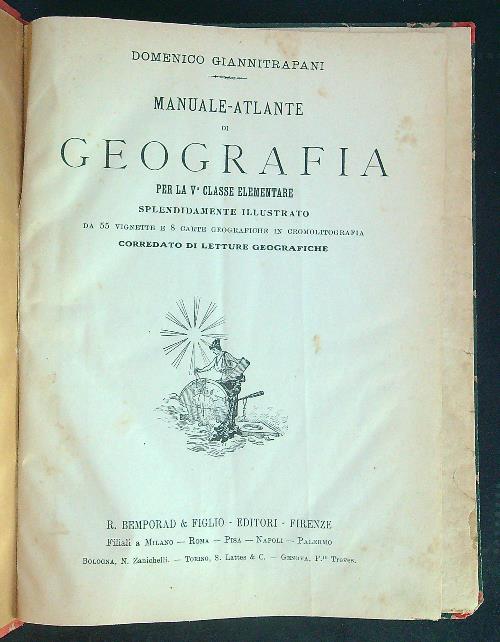 DOMENICO GIANNITRAPANI
MANUALE-ATLANTE
DI
GEOGRAFIA
PER LA Vª CLASSE ELEMENTARE
SPLENDIDAMENTE ILLUSTRATO
DA 55 VIGNETTE E 8 CARTE GEOGRAFICHE IN CROMOLITOGRAFIA
CORREDATO DI LETTURE GEOGRAFICHE
R. BEMPORAD & FIGLIO - EDITORI - FIRENZE
Filiali a MILANO — ROMA — PISA — NAPOLI — PALERMO
BOLOGNA, N. Zanichelli. — TORINO, S. Lattes & C. — GENOVA, F.lli Treves.